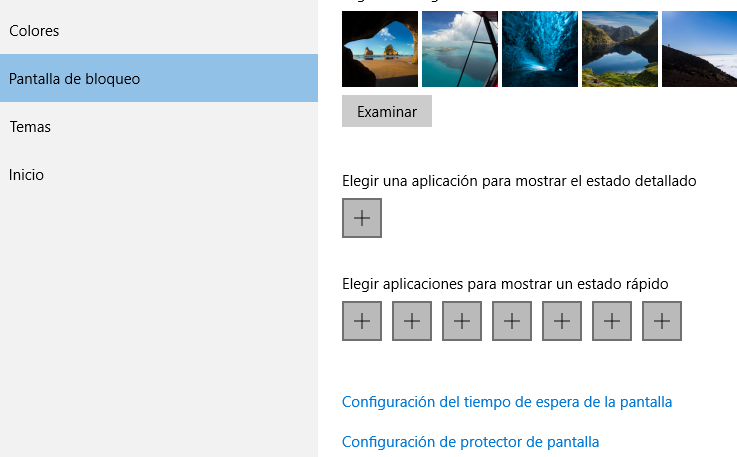 Colores
Pantalla de bloqueo
Temas
Inicio
Examinar
Elegir una aplicación para mostrar el estado detallado
Elegir aplicaciones para mostrar un estado rápido
Configuración del tiempo de espera de la pantalla
Configuración de protector de pantalla